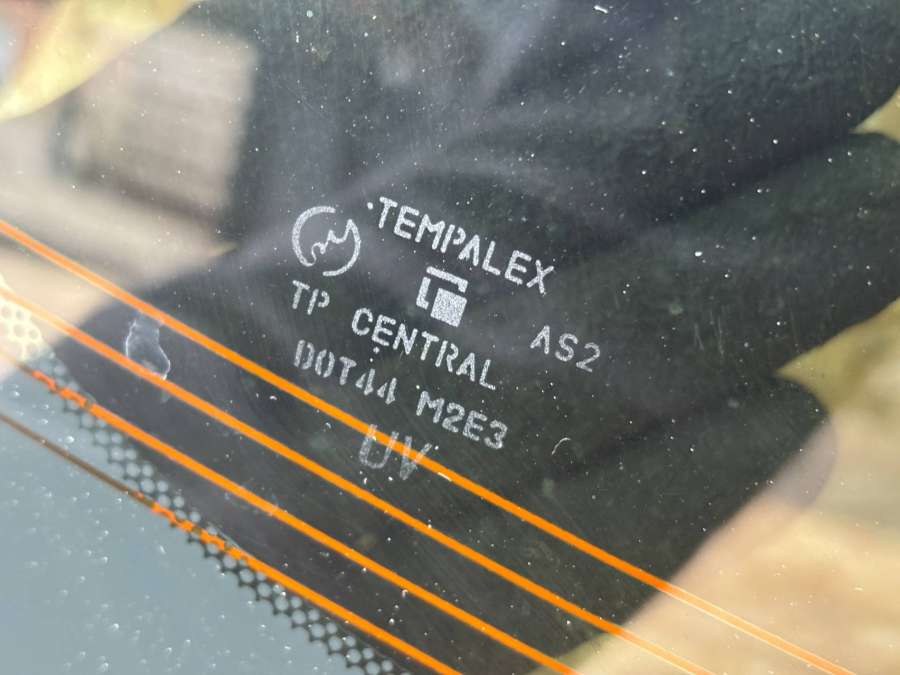 TEMPALEX
TP CENTRAL AS2
DOT44 M2E3
UV